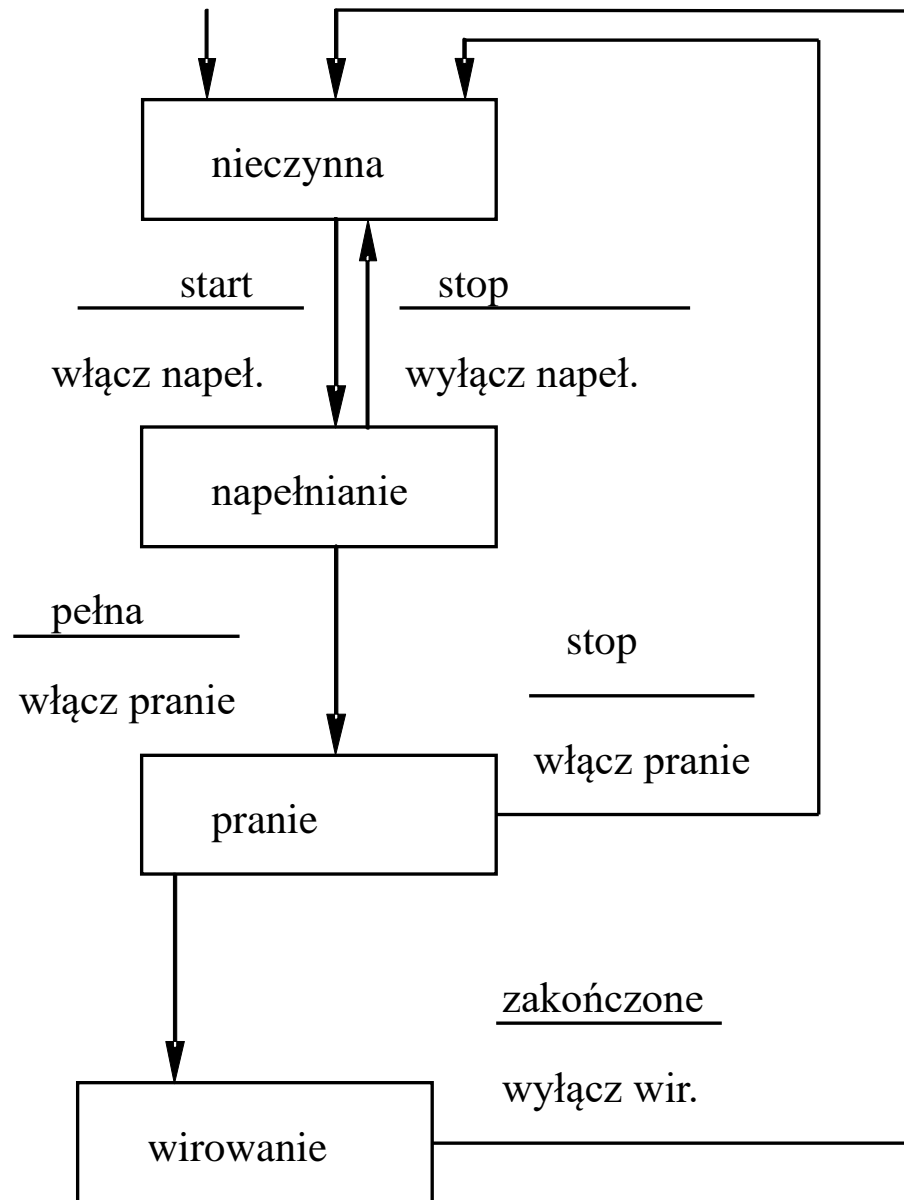 nieczynna
start
stop
włącz napeł.
wyłącz napeł.
napełnianie
pełna
stop
włącz pranie
włącz pranie
pranie
zakończone
wyłącz wir.
wirowanie